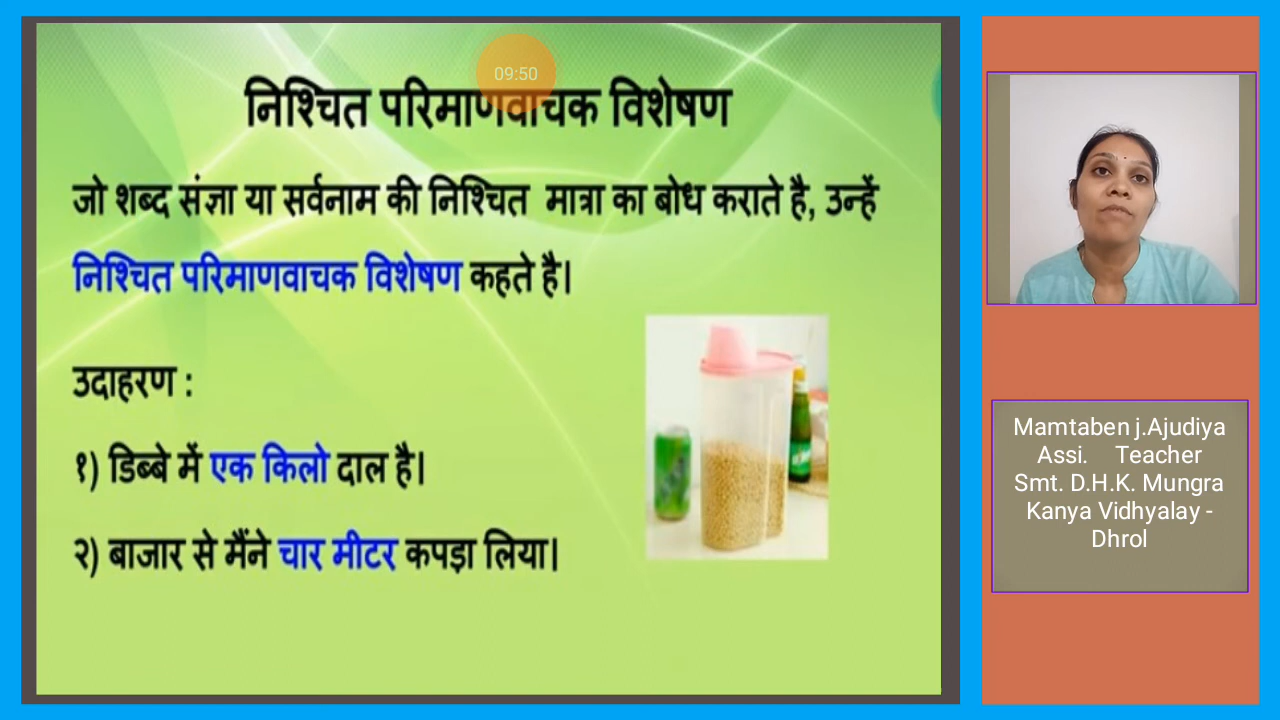 09:50
निश्चित परिमाणवाचक विशेषण
जो शब्द संज्ञा या सर्वनाम की निश्चित मात्रा का बोध कराते है, उन्हें
निश्चित परिमाणवाचक विशेषण कहते है।
उदाहरण :
१) डिब्बे में एक किलो दाल है।
२) बाजार से मैंने चार मीटर कपड़ा लिया।
Mamtaben j.Ajudiya
Assi. Teacher
Smt. D.H.K. Mungra
Kanya Vidhyalay -
Dhrol